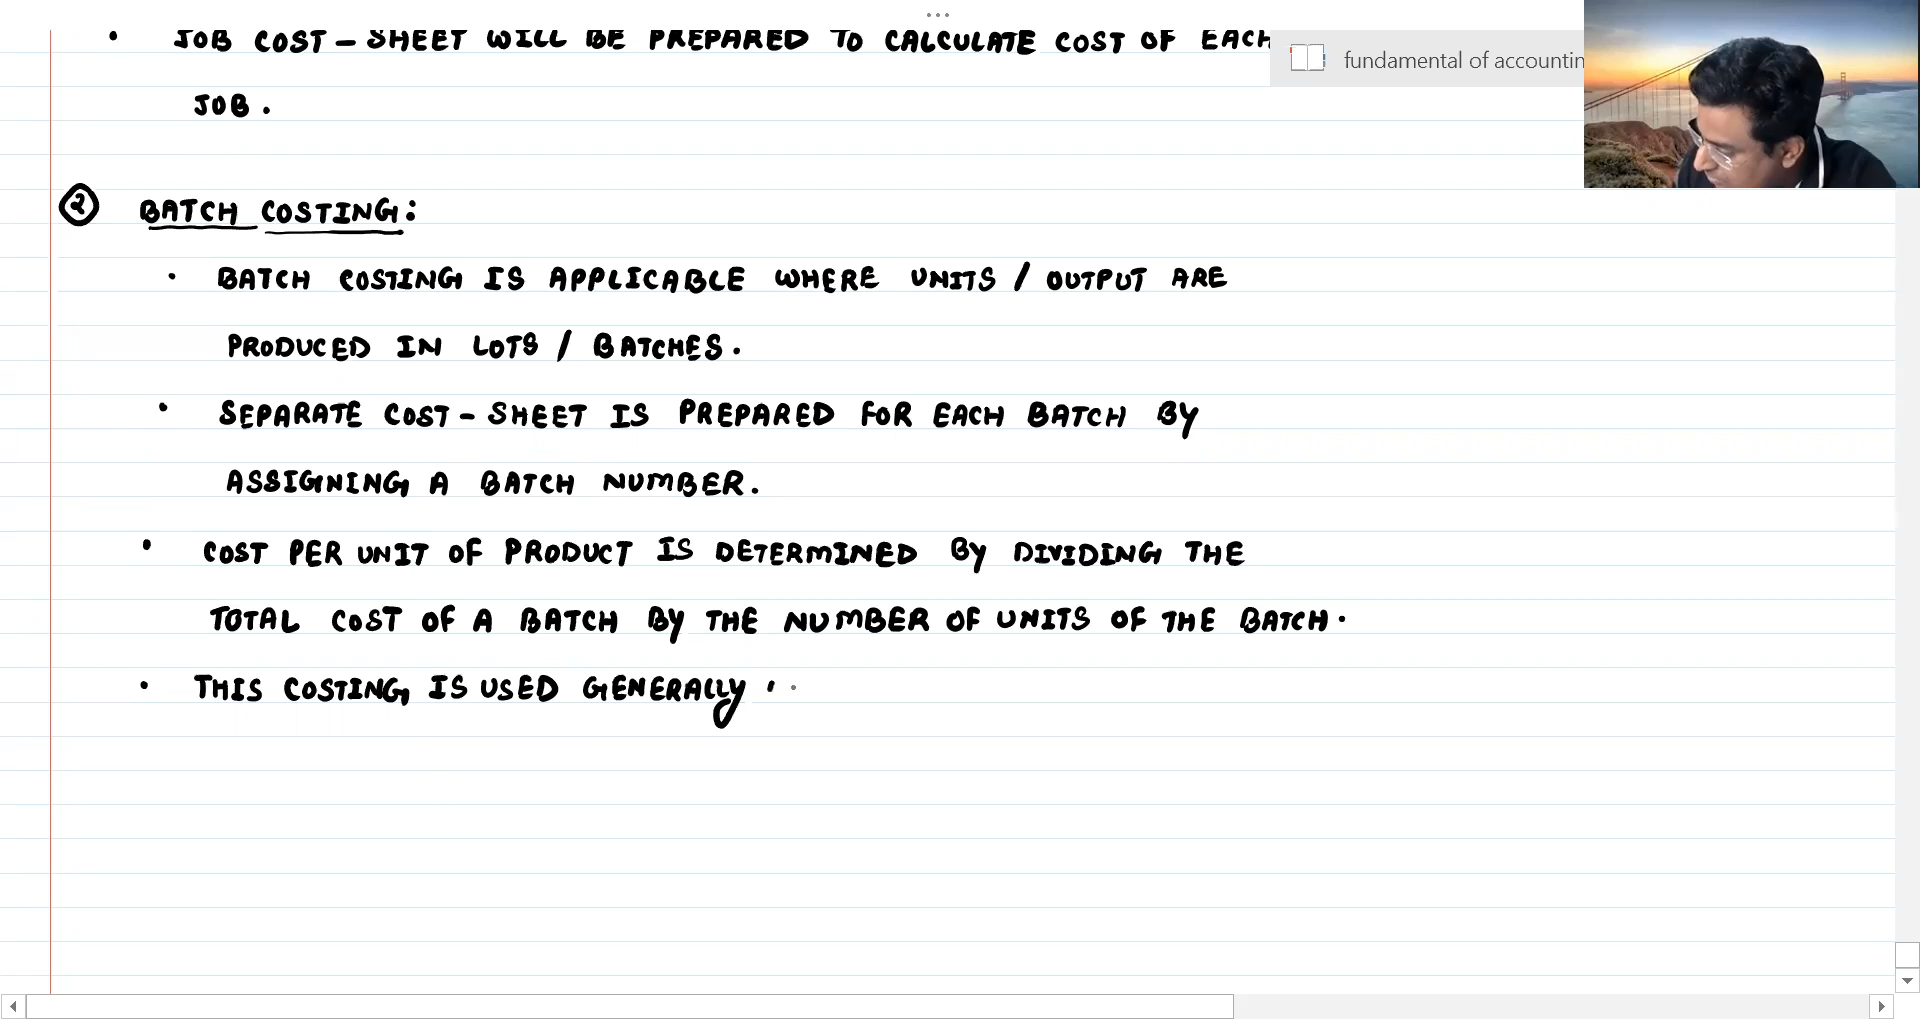 • JOB COST - SHEET WILL BE PREPARED TO CALCULATE COST OF EACH
JOB.
fundamental of accountin
② BATCH COSTING:
• BATCH COSTING IS APPLICABLE WHERE UNITS / OUTPUT ARE
PRODUCED IN LOTS / BATCHES.
• SEPARATE COST - SHEET IS PREPARED FOR EACH BATCH BY
ASSIGNING A BATCH NUMBER.
• COST PER UNIT OF PRODUCT IS DETERMINED BY DIVIDING THE
TOTAL COST OF A BATCH BY THE NUMBER OF UNITS OF THE BATCH.
• THIS COSTING IS USED GENERALLY